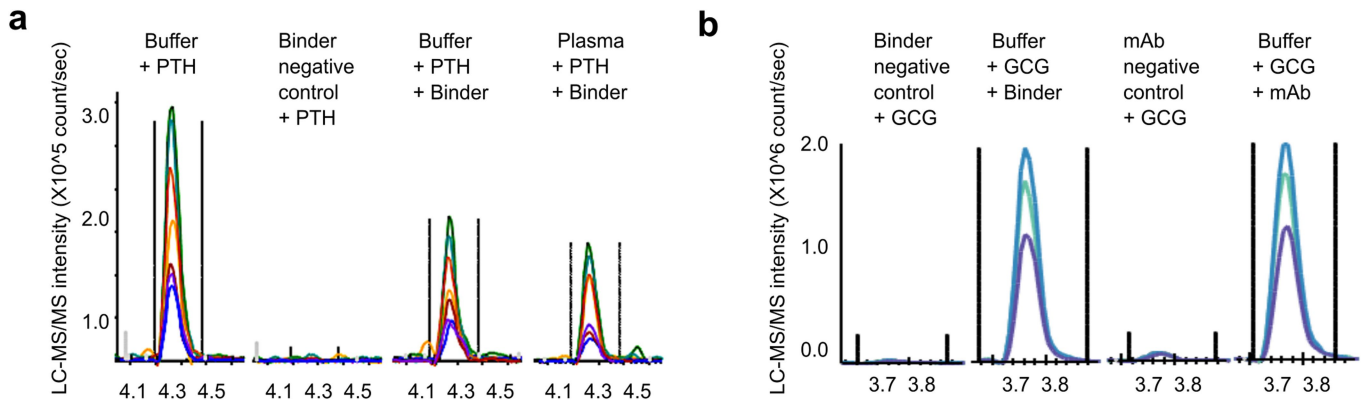 a
LC-MS/MS intensity (X10^5 count/sec)
Buffer
+ PTH
Binder
negative
control
+ PTH
Buffer
+ PTH
+ Binder
Plasma
+ PTH
+ Binder
3.0
2.0
1.0
4.1 4.3 4.5
4.1 4.3 4.5
4.1 4.3 4.5
4.1 4.3 4.5
b
LC-MS/MS intensity (X10^6 count/sec)
Binder
negative
control
+ GCG
Buffer
+ GCG
+ Binder
mAb
negative
control
+ GCG
Buffer
+ GCG
+ mAb
2.0
1.0
0.0
3.7 3.8
3.7 3.8
3.7 3.8
3.7 3.8